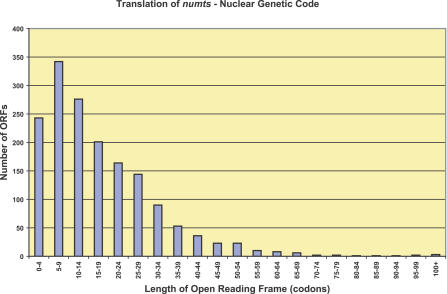 Translation of numts - Nuclear Genetic Code
Number of ORFs
400
350
300
250
200
150
100
50
0
0-4 5-9 10-14 15-19 20-24 25-29 30-34 35-39 40-44 45-49 50-54 55-59 60-64 65-69 70-74 75-79 80-84 85-89 90-94 95-99 100+
Length of Open Reading Frame (codons)